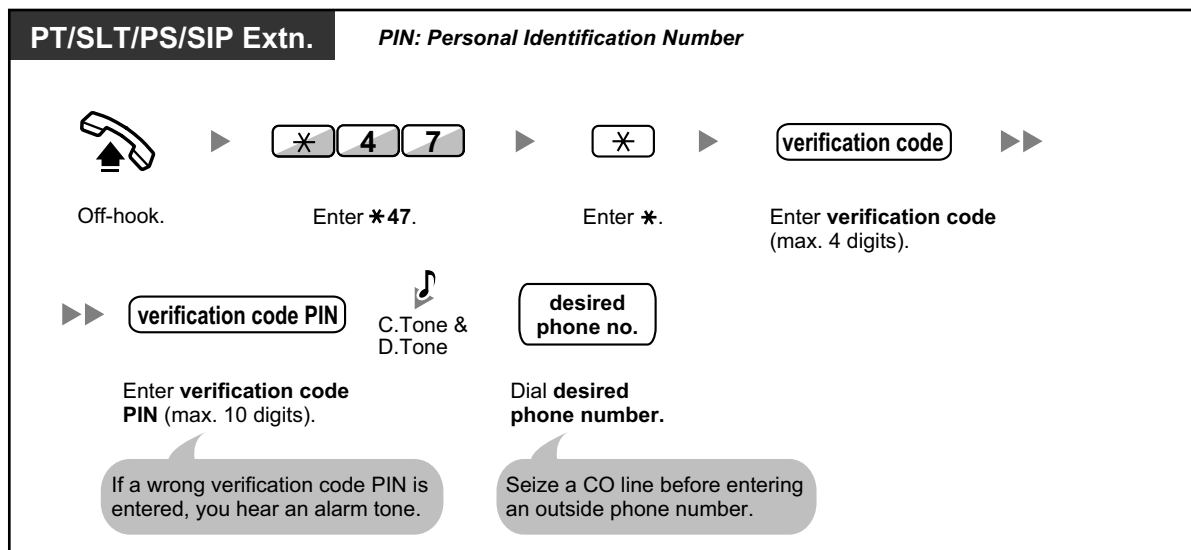 PT/SLT/PS/SIP Extn.
PIN: Personal Identification Number
* 4 7
*
verification code
Off-hook.
Enter *47.
Enter *.
Enter verification code
(max. 4 digits).
verification code PIN
C.Tone &
D.Tone
desired
phone no.
Enter verification code
PIN (max. 10 digits).
Dial desired
phone number.
If a wrong verification code PIN is
entered, you hear an alarm tone.
Seize a CO line before entering
an outside phone number.